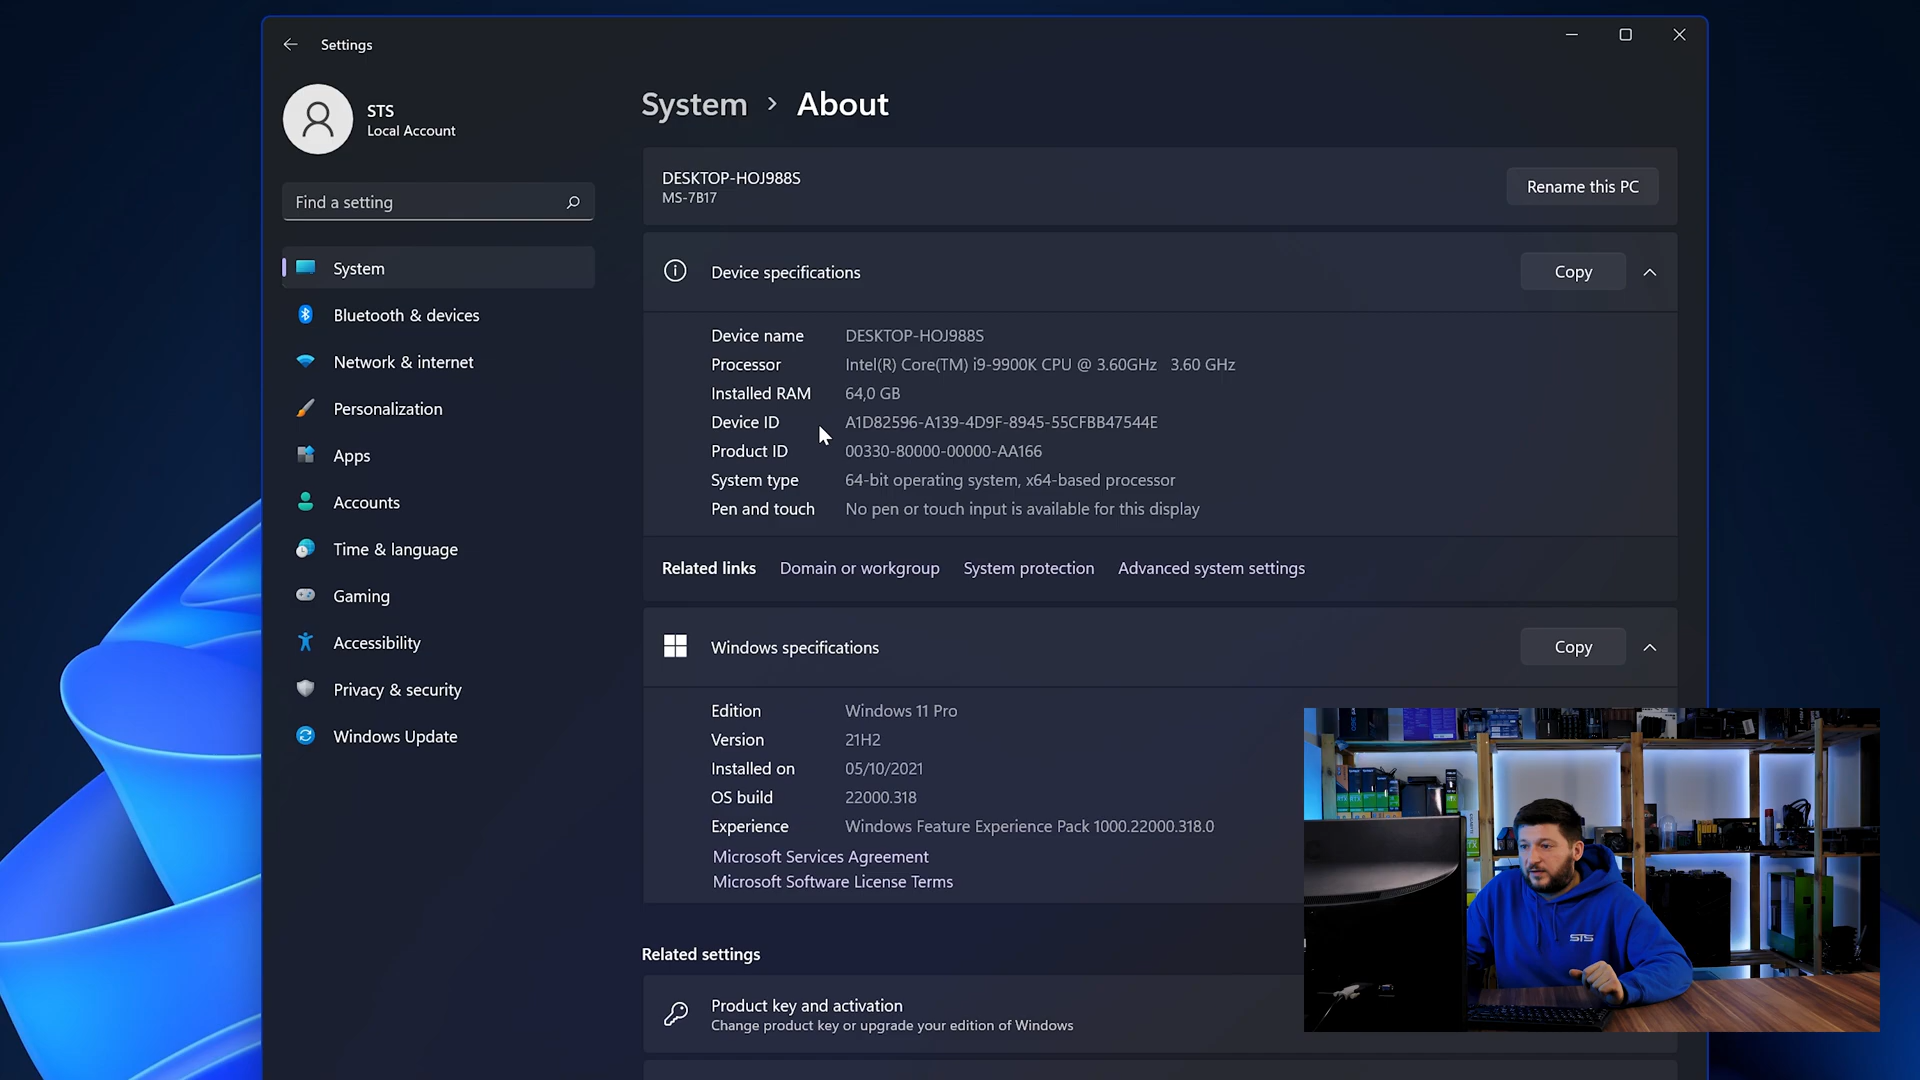 Settings
STS
Local Account
Find a setting
System
Bluetooth & devices
Network & internet
Personalization
Apps
Accounts
Time & language
Gaming
Accessibility
Privacy & security
Windows Update
System > About
DESKTOP-HOJ988S
MS-7B17
Rename this PC
Device specifications
Copy
Device name DESKTOP-HOJ988S
Processor Intel(R) Core(TM) i9-9900K CPU @ 3.60GHz 3.60 GHz
Installed RAM 64,0 GB
Device ID A1D82596-A139-4D9F-8945-55CFBB47544E
Product ID 00330-80000-00000-AA166
System type 64-bit operating system, x64-based processor
Pen and touch No pen or touch input is available for this display
Related links Domain or workgroup System protection Advanced system settings
Windows specifications
Copy
Edition Windows 11 Pro
Version 21H2
Installed on 05/10/2021
OS build 22000.318
Experience Windows Feature Experience Pack 1000.22000.318.0
Microsoft Services Agreement
Microsoft Software License Terms
Related settings
Product key and activation
Change product key or upgrade your edition of Windows
STS